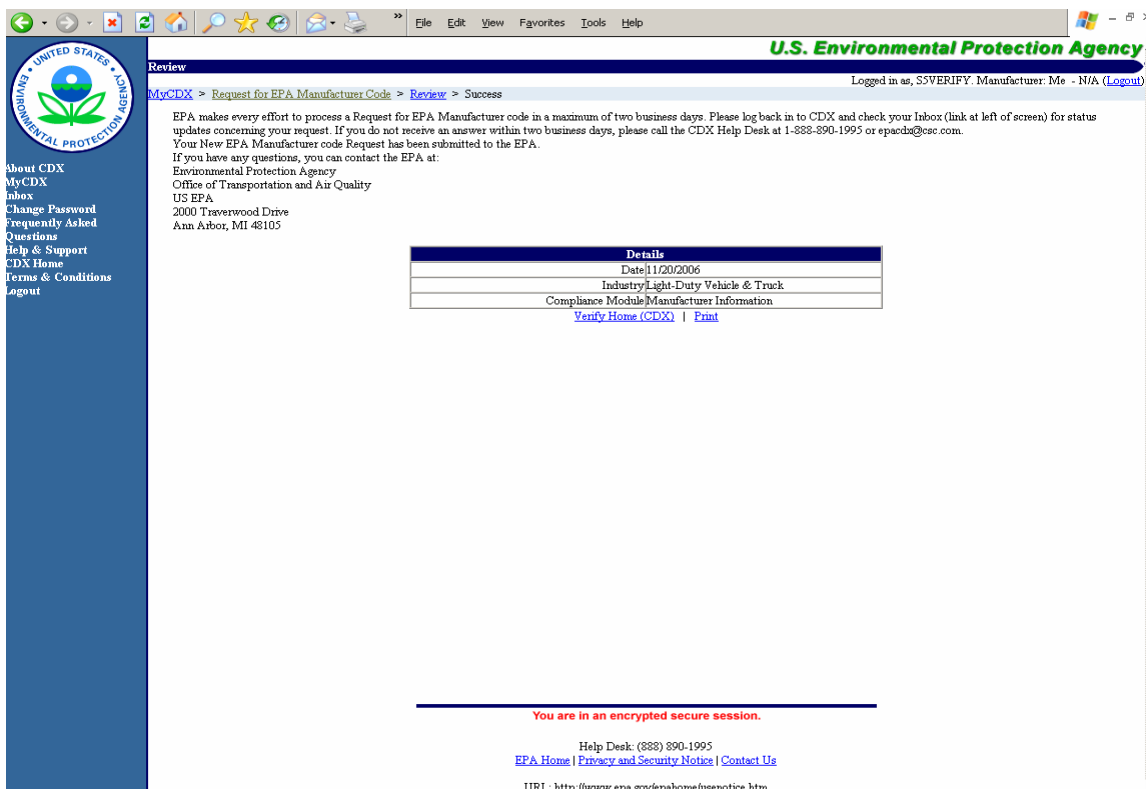 File Edit View Favorites Tools Help
UNITED STATES
ENVIRONMENTAL PROTECTION AGENCY
U.S. Environmental Protection Agency
Review
Logged in as, S5VERIFY. Manufacturer: Me - N/A (Logout)
MyCDX > Request for EPA Manufacturer Code > Review > Success
EPA makes every effort to process a Request for EPA Manufacturer code in a maximum of two business days. Please log back in to CDX and check your Inbox (link at left of screen) for status
updates concerning your request. If you do not receive an answer within two business days, please call the CDX Help Desk at 1-888-890-1995 or epacdx@csc.com.
Your New EPA Manufacturer code Request has been submitted to the EPA.
If you have any questions, you can contact the EPA at:
Environmental Protection Agency
Office of Transportation and Air Quality
US EPA
2000 Traverwood Drive
Ann Arbor, MI 48105
About CDX
MyCDX
Inbox
Change Password
Frequently Asked
Questions
Help & Support
CDX Home
Terms & Conditions
Logout
Details
Date 11/20/2006
Industry Light-Duty Vehicle & Truck
Compliance Module Manufacturer Information
Verify Home (CDX) | Print
You are in an encrypted secure session.
Help Desk: (888) 890-1995
EPA Home | Privacy and Security Notice | Contact Us
URL: http://www.epa.gov/epahome/usenotice.htm